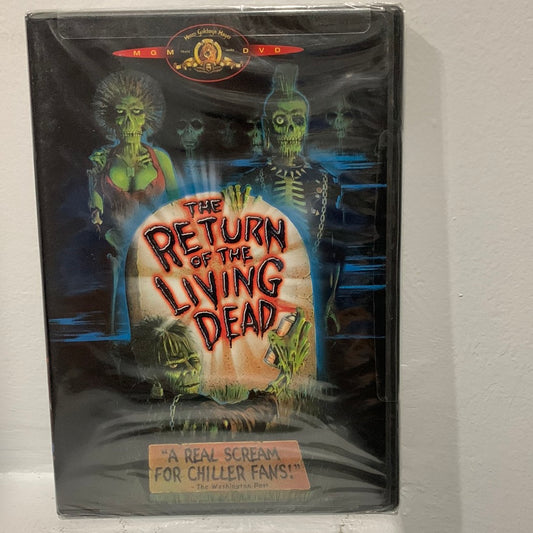 Metro Goldwyn Mayer
MGM DVD
THE
RETURN
OF THE
LIVING
DEAD
"A REAL SCREAM
FOR CHILLER FANS!"
- The Washington Post